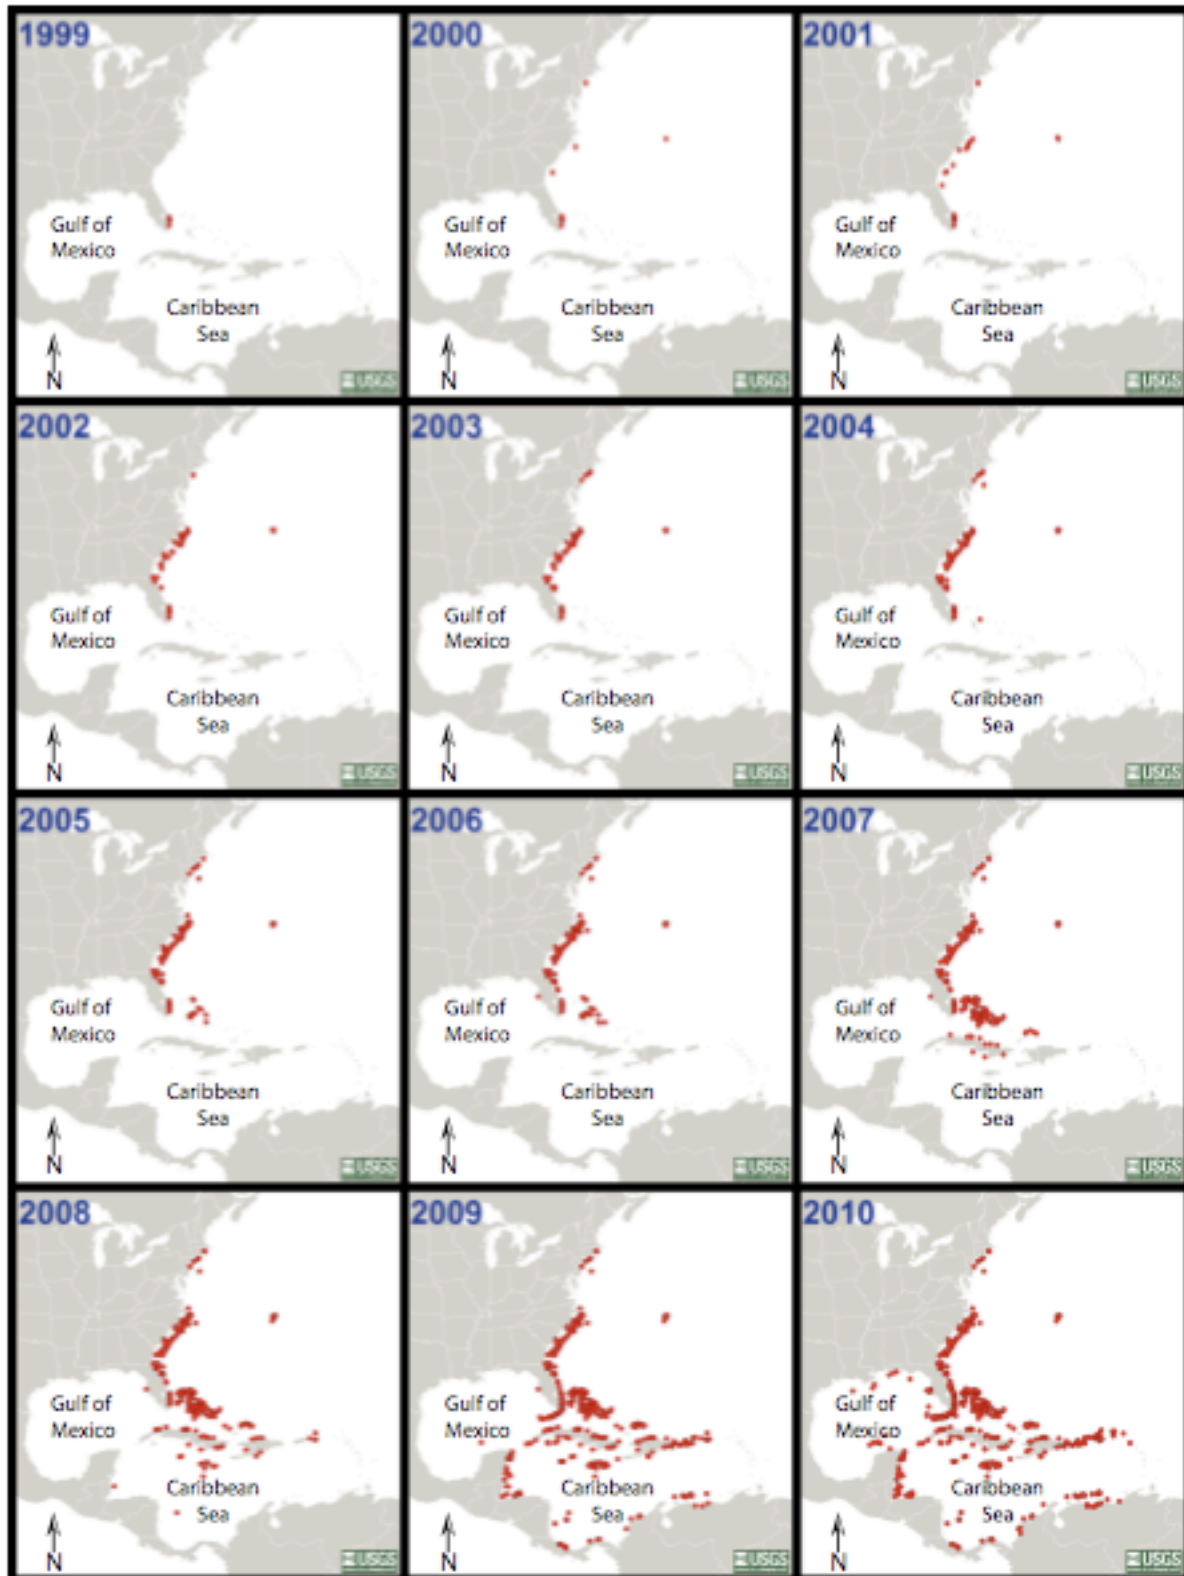 1999
Gulf of
Mexico
Caribbean
Sea
N
USGS
2000
Gulf of
Mexico
Caribbean
Sea
N
USGS
2001
Gulf of
Mexico
Caribbean
Sea
N
USGS
2002
Gulf of
Mexico
Caribbean
Sea
N
USGS
2003
Gulf of
Mexico
Caribbean
Sea
N
USGS
2004
Gulf of
Mexico
Caribbean
Sea
N
USGS
2005
Gulf of
Mexico
Caribbean
Sea
N
USGS
2006
Gulf of
Mexico
Caribbean
Sea
N
USGS
2007
Gulf of
Mexico
Caribbean
Sea
N
USGS
2008
Gulf of
Mexico
Caribbean
Sea
N
USGS
2009
Gulf of
Mexico
Caribbean
Sea
N
USGS
2010
Gulf of
Mexico
Caribbean
Sea
N
USGS